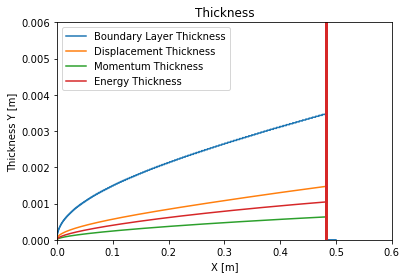 Thickness
Boundary Layer Thickness
Displacement Thickness
Momentum Thickness
Energy Thickness
Thickness Y [m]
0.006
0.005
0.004
0.003
0.002
0.001
0.000
0.0 0.1 0.2 0.3 0.4 0.5 0.6
X [m]